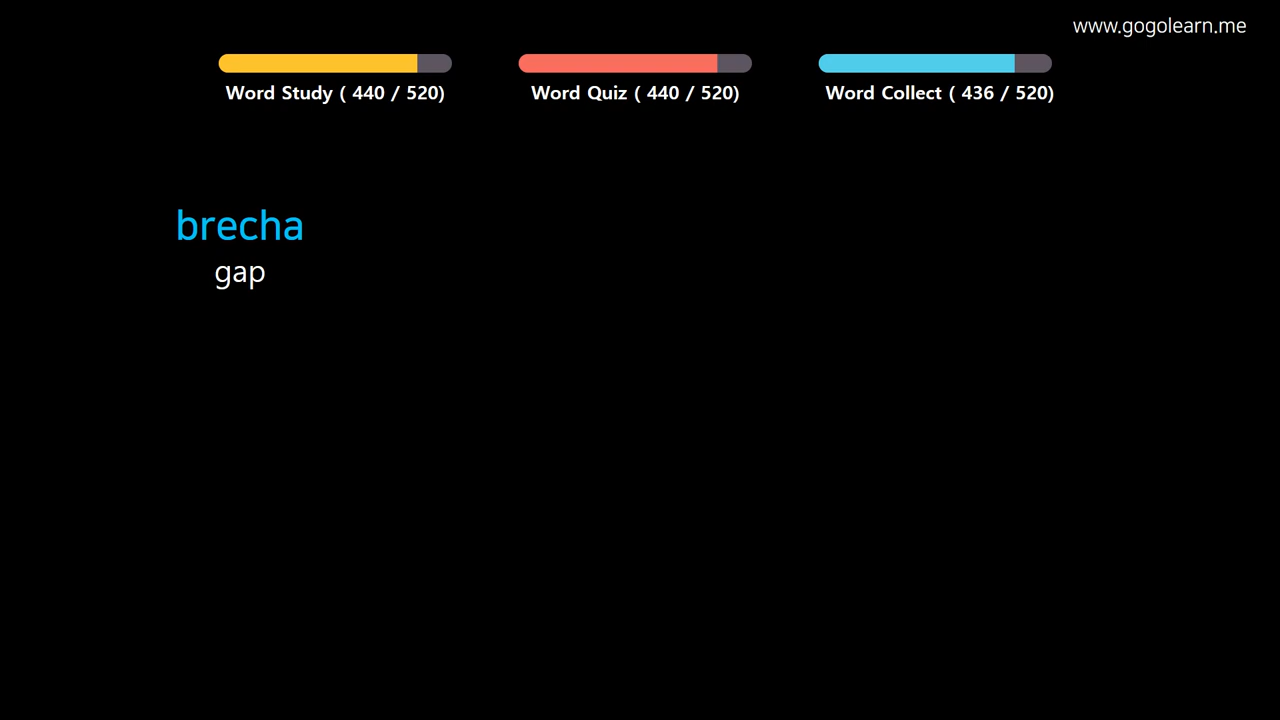 www.gogolearn.me
Word Study ( 440 / 520)
Word Quiz ( 440 / 520)
Word Collect ( 436 / 520)
brecha
gap